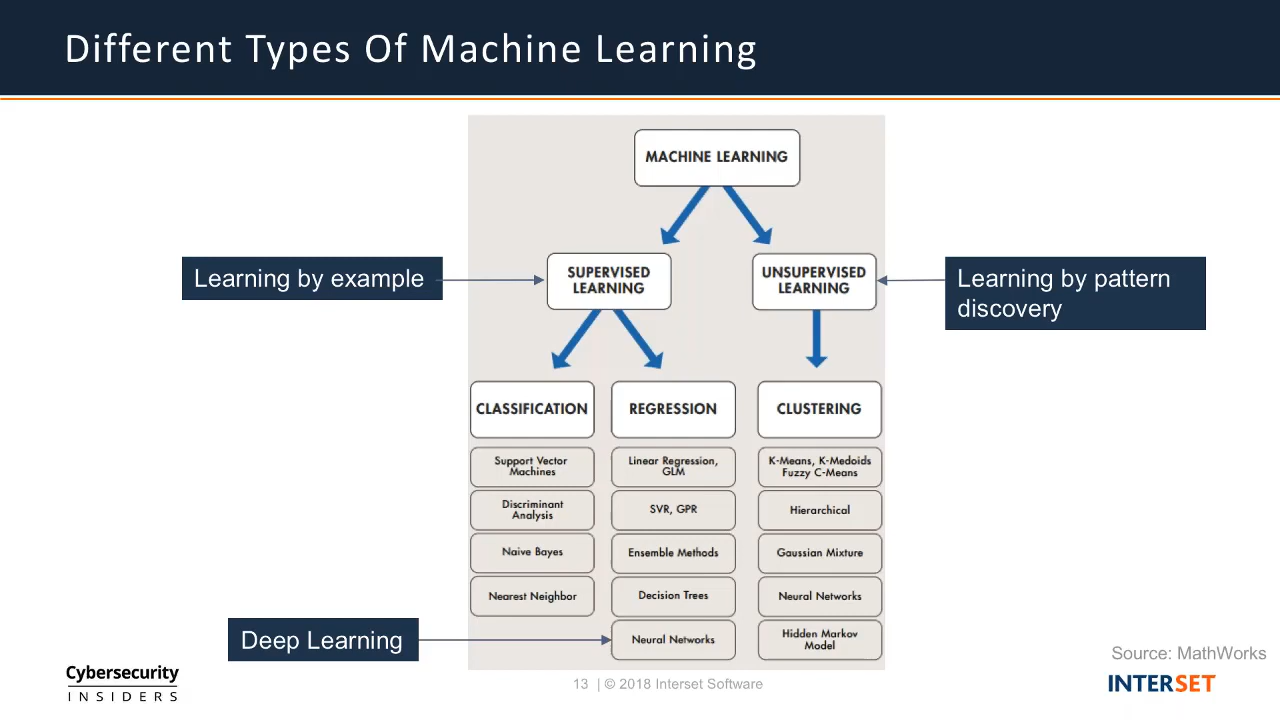 Different Types Of Machine Learning
MACHINE LEARNING
Learning by example
SUPERVISED
LEARNING
UNSUPERVISED
LEARNING
Learning by pattern
discovery
CLASSIFICATION
REGRESSION
CLUSTERING
Support Vector
Machines
Linear Regression,
GLM
K-Means, K-Medoids
Fuzzy C-Means
Discriminant
Analysis
SVR, GPR
Hierarchical
Naive Bayes
Ensemble Methods
Gaussian Mixture
Nearest Neighbor
Decision Trees
Neural Networks
Deep Learning
Neural Networks
Hidden Markov
Model
Source: MathWorks
Cybersecurity
INSIDERS
13 | © 2018 Interset Software
INTERSET